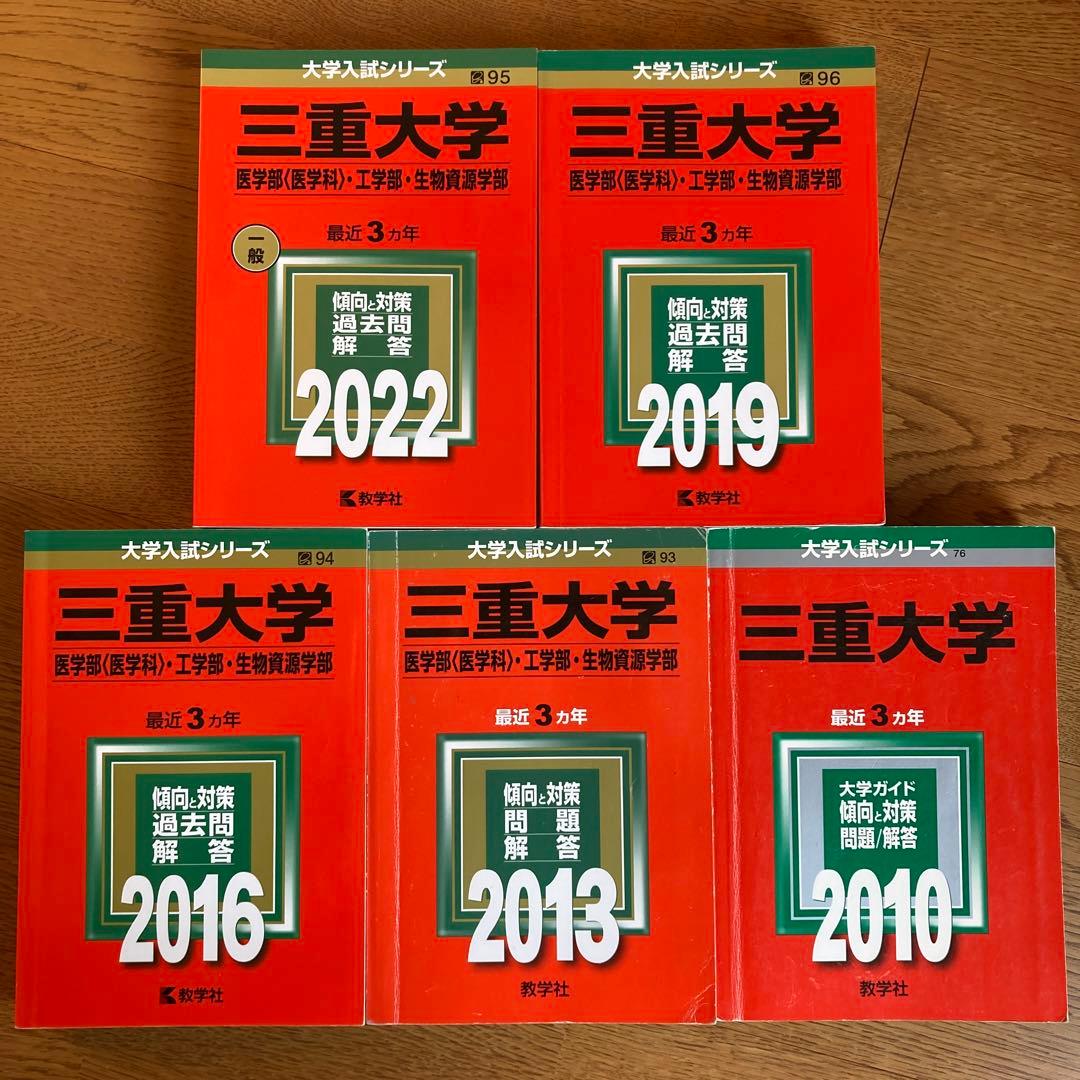 大学入試シリーズ
95
三重大学
医学部〈医学科〉・工学部・生物資源学部
最近3カ年
一般
傾向と対策
過去問
解答
2022
教学社
大学入試シリーズ
96
三重大学
医学部〈医学科〉・工学部・生物資源学部
最近3カ年
傾向と対策
過去問
解答
2019
教学社
大学入試シリーズ
94
三重大学
医学部〈医学科〉・工学部・生物資源学部
最近3カ年
傾向と対策
過去問
解答
2016
教学社
大学入試シリーズ
93
三重大学
医学部〈医学科〉・工学部・生物資源学部
最近3カ年
傾向と対策
問題
解答
2013
教学社
大学入試シリーズ 76
三重大学
最近3カ年
大学ガイド
傾向と対策
問題/解答
2010
教学社